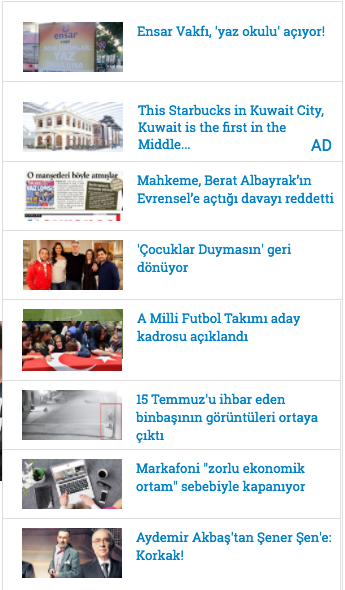 ensar
YAZ
Ensar Vakfı, 'yaz okulu' açıyor!
This Starbucks in Kuwait City,
Kuwait is the first in the
Middle...
AD
O manşetleri böyle atmışlar
Mahkeme, Berat Albayrak’ın
Evrensel’e açtığı davayı reddetti
'Çocuklar Duymasın' geri
dönüyor
A Milli Futbol Takımı aday
kadrosu açıklandı
15 Temmuz'u ihbar eden
binbaşının görüntüleri ortaya
çıktı
Markafoni "zorlu ekonomik
ortam" sebebiyle kapanıyor
Aydemir Akbaş'tan Şener Şen'e:
Korkak!